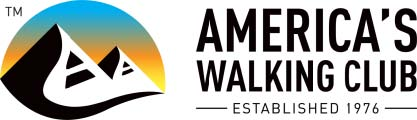 TM
AMERICA'S
WALKING CLUB
ESTABLISHED 1976